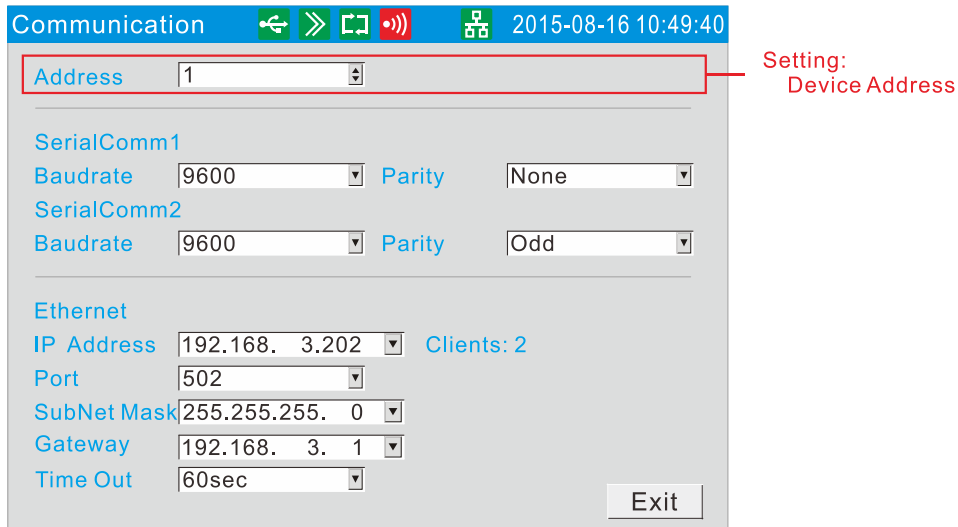 Communication 2015-08-16 10:49:40
Setting:
Device Address
Address 1
SerialComm1
Baudrate 9600 Parity None
SerialComm2
Baudrate 9600 Parity Odd
Ethernet
IP Address 192.168. 3.202 Clients: 2
Port 502
SubNet Mask 255.255.255. 0
Gateway 192.168. 3. 1
Time Out 60sec
Exit